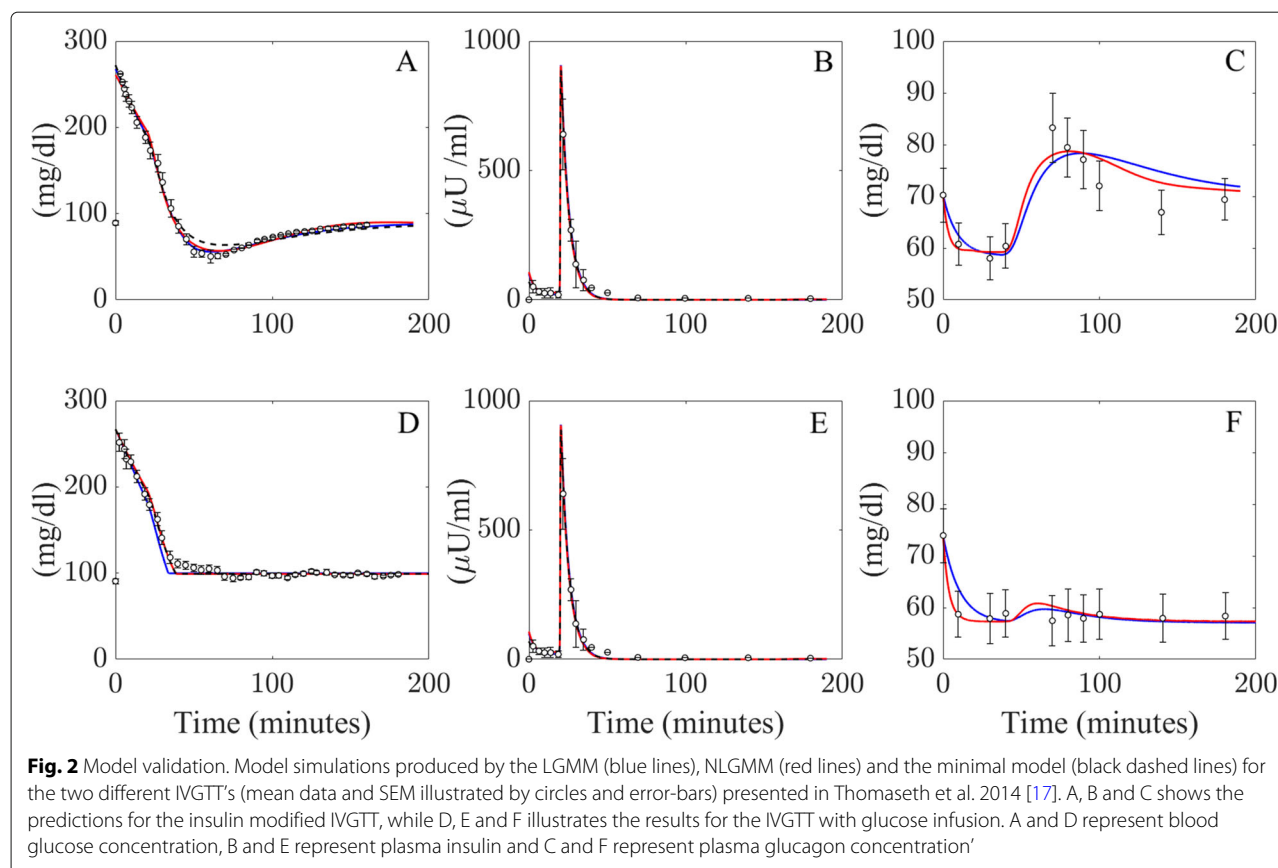 300
200
100
0
(mg/dl)
0
100
200
A
1000
500
0
(μU /ml)
0
100
200
B
100
90
80
70
60
50
(mg/dl)
0
100
200
C
300
200
100
0
(mg/dl)
0
100
200
Time (minutes)
D
1000
500
0
(μU/ml)
0
100
200
Time (minutes)
E
100
90
80
70
60
50
(mg/dl)
0
100
200
Time (minutes)
F
Fig. 2 Model validation. Model simulations produced by the LGMM (blue lines), NLGMM (red lines) and the minimal model (black dashed lines) for
the two different IVGTT's (mean data and SEM illustrated by circles and error-bars) presented in Thomaseth et al. 2014 [17]. A, B and C shows the
predictions for the insulin modified IVGTT, while D, E and F illustrates the results for the IVGTT with glucose infusion. A and D represent blood
glucose concentration, B and E represent plasma insulin and C and F represent plasma glucagon concentration'